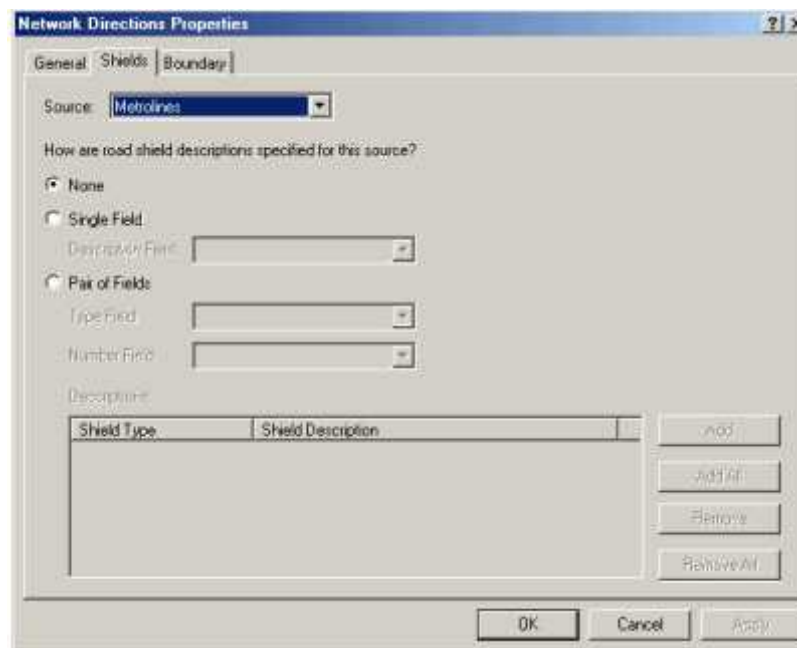 Network Directions Properties
General Shields Boundary
Source: Metrolines
How are road shield descriptions specified for this source?
None
Single Field
Description Field:
Pair of Fields
Type Field:
Number Field:
Descriptions:
Shield Type Shield Description
Add
Add All
Remove
Remove All
OK Cancel Apply